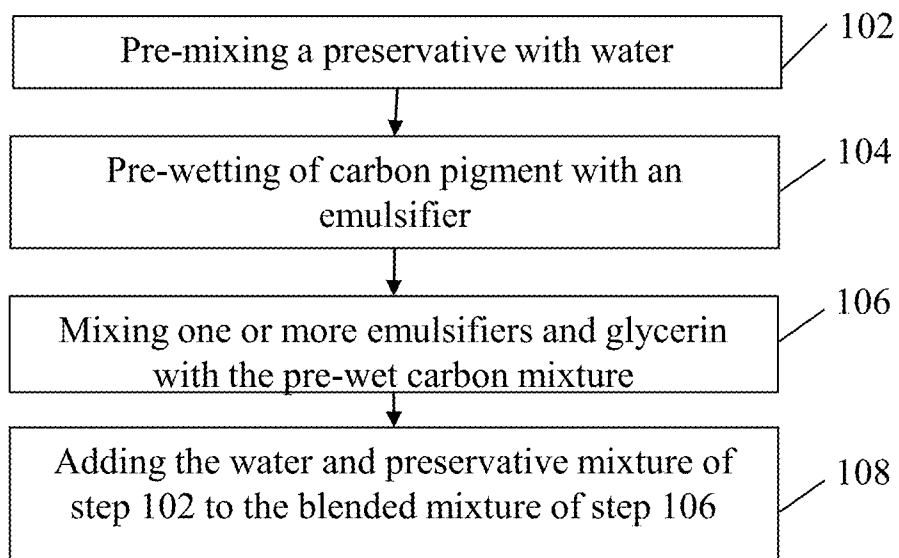 Pre-mixing a preservative with water
102
Pre-wetting of carbon pigment with an
emulsifier
104
Mixing one or more emulsifiers and glycerin
with the pre-wet carbon mixture
106
Adding the water and preservative mixture of
step 102 to the blended mixture of step 106
108